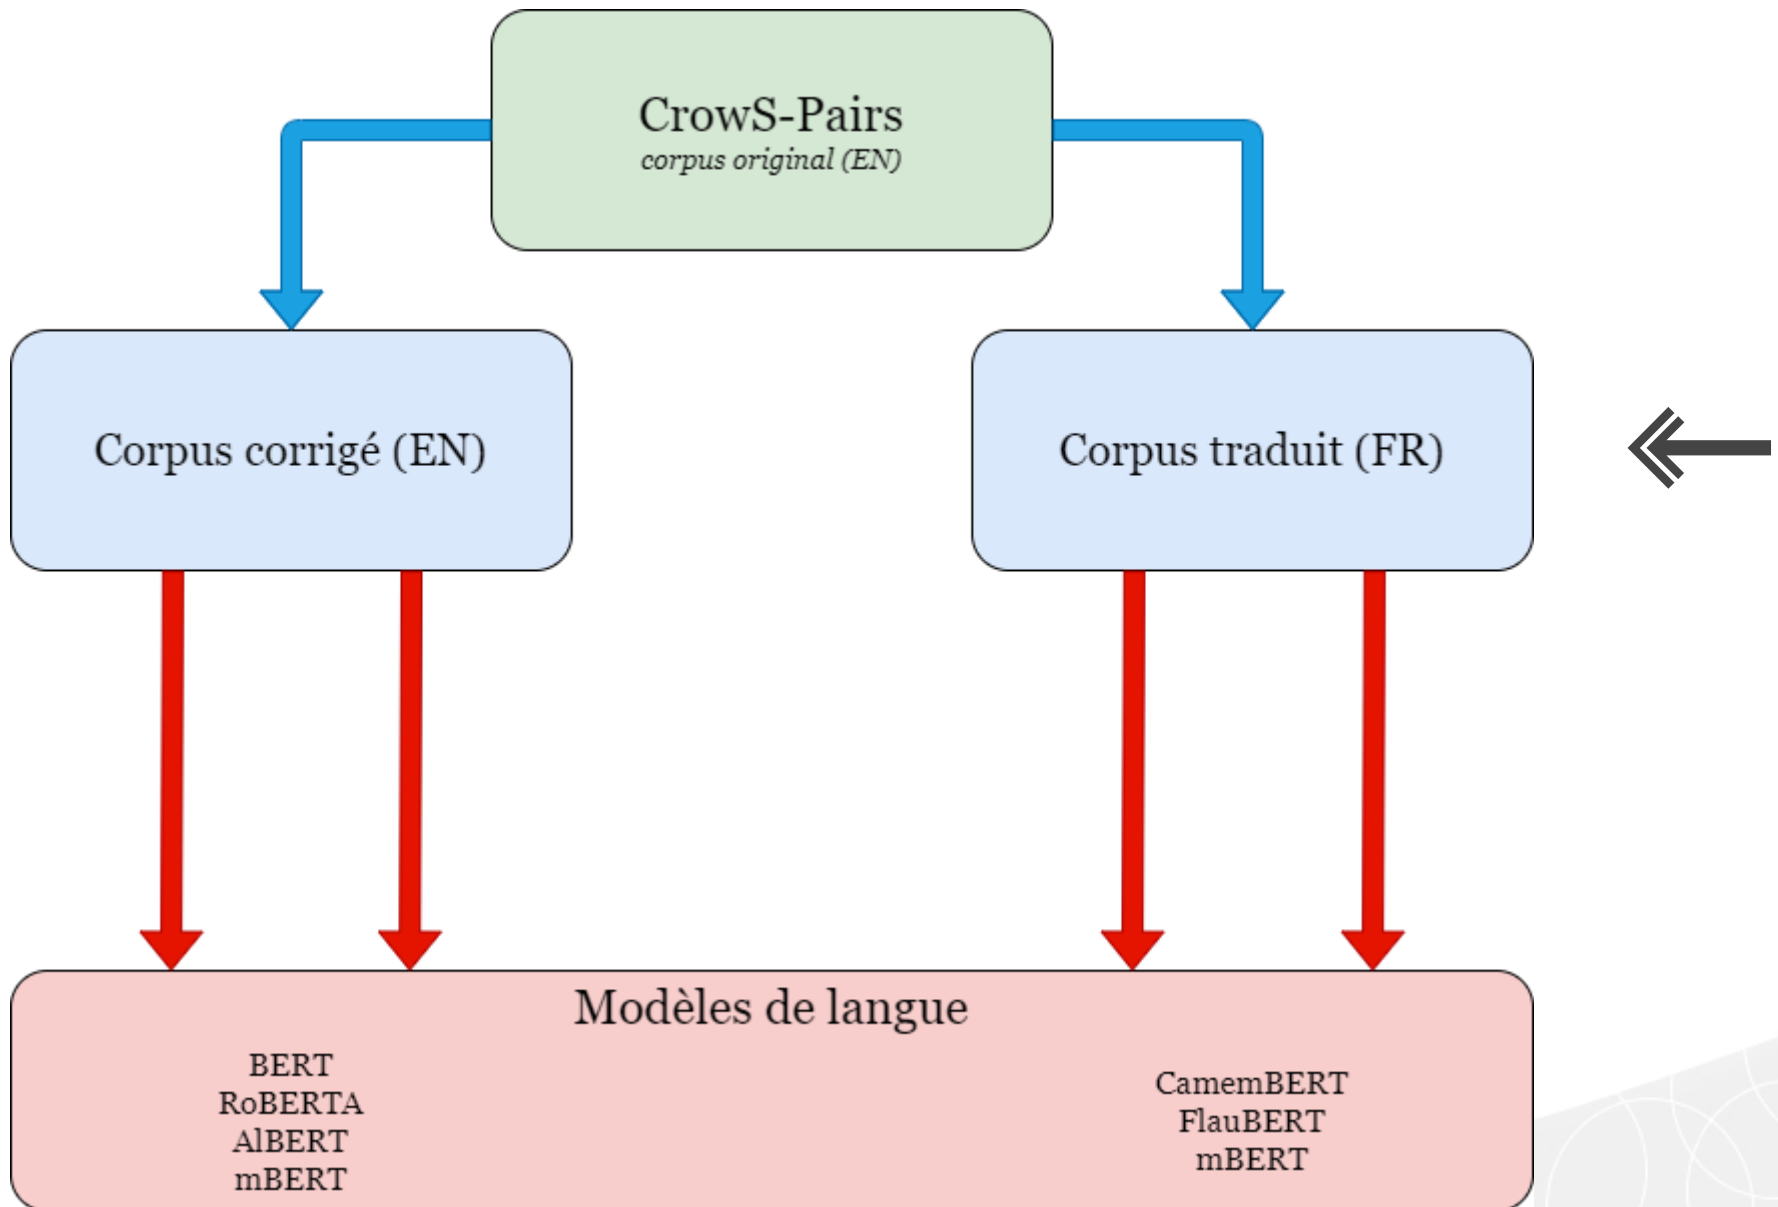 CrowS-Pairs
corpus original (EN)
Corpus corrigé (EN)
Corpus traduit (FR)
Modèles de langue
BERT
RoBERTA
AlBERT
mBERT
CamemBERT
FlauBERT
mBERT